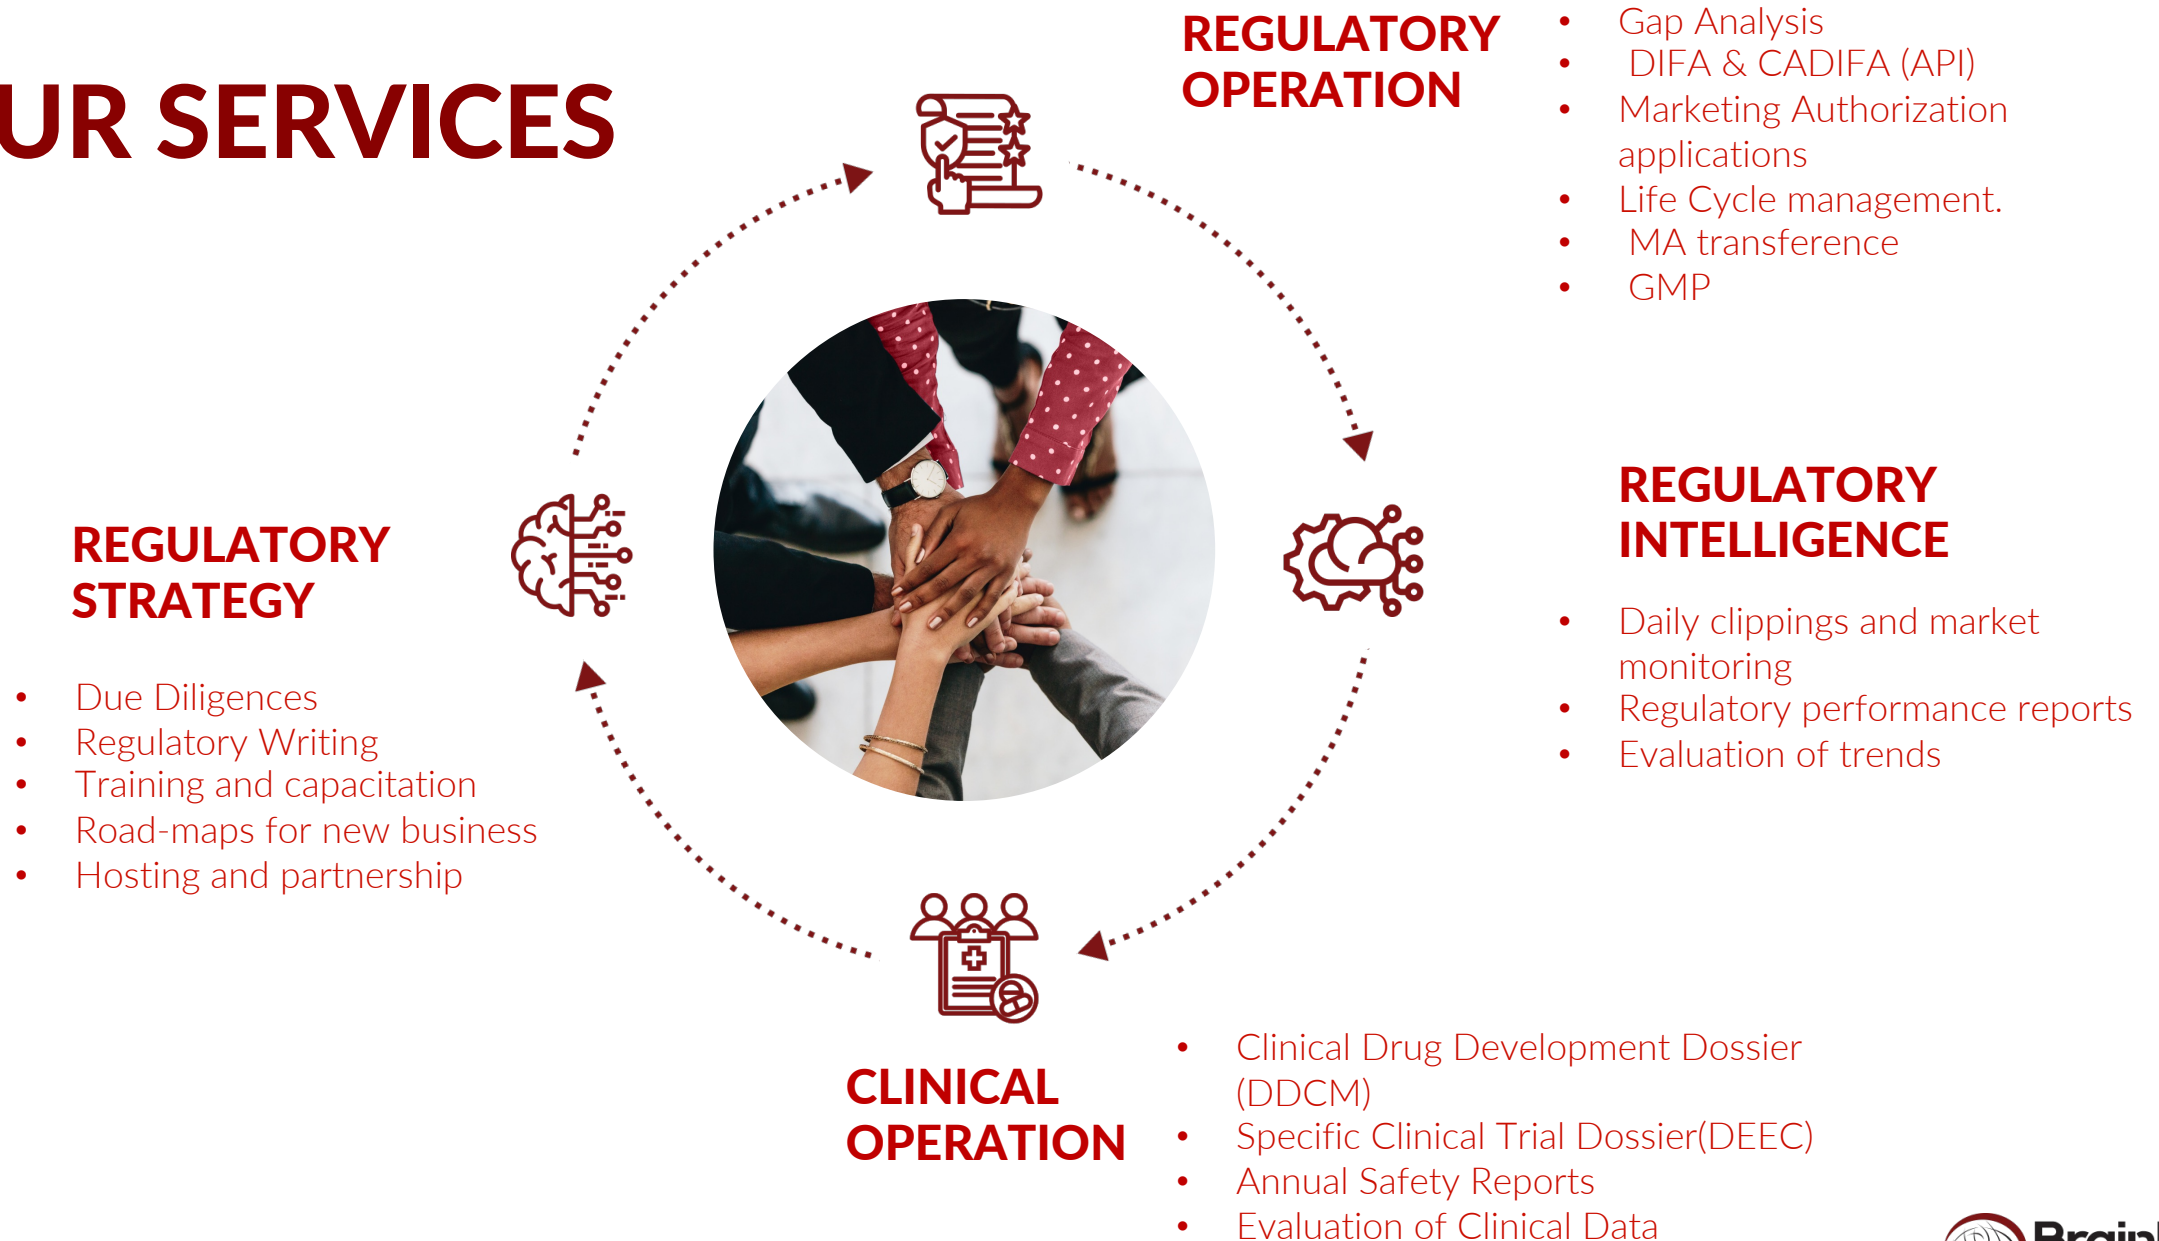 UR SERVICES
REGULATORY
OPERATION
• Gap Analysis
• DIFA & CADIFA (API)
• Marketing Authorization
applications
• Life Cycle management.
• MA transference
• GMP
REGULATORY
INTELLIGENCE
• Daily clippings and market
monitoring
• Regulatory performance reports
• Evaluation of trends
REGULATORY
STRATEGY
• Due Diligences
• Regulatory Writing
• Training and capacitation
• Road-maps for new business
• Hosting and partnership
CLINICAL
OPERATION
• Clinical Drug Development Dossier
(DDCM)
• Specific Clinical Trial Dossier(DEEC)
• Annual Safety Reports
• Evaluation of Clinical Data